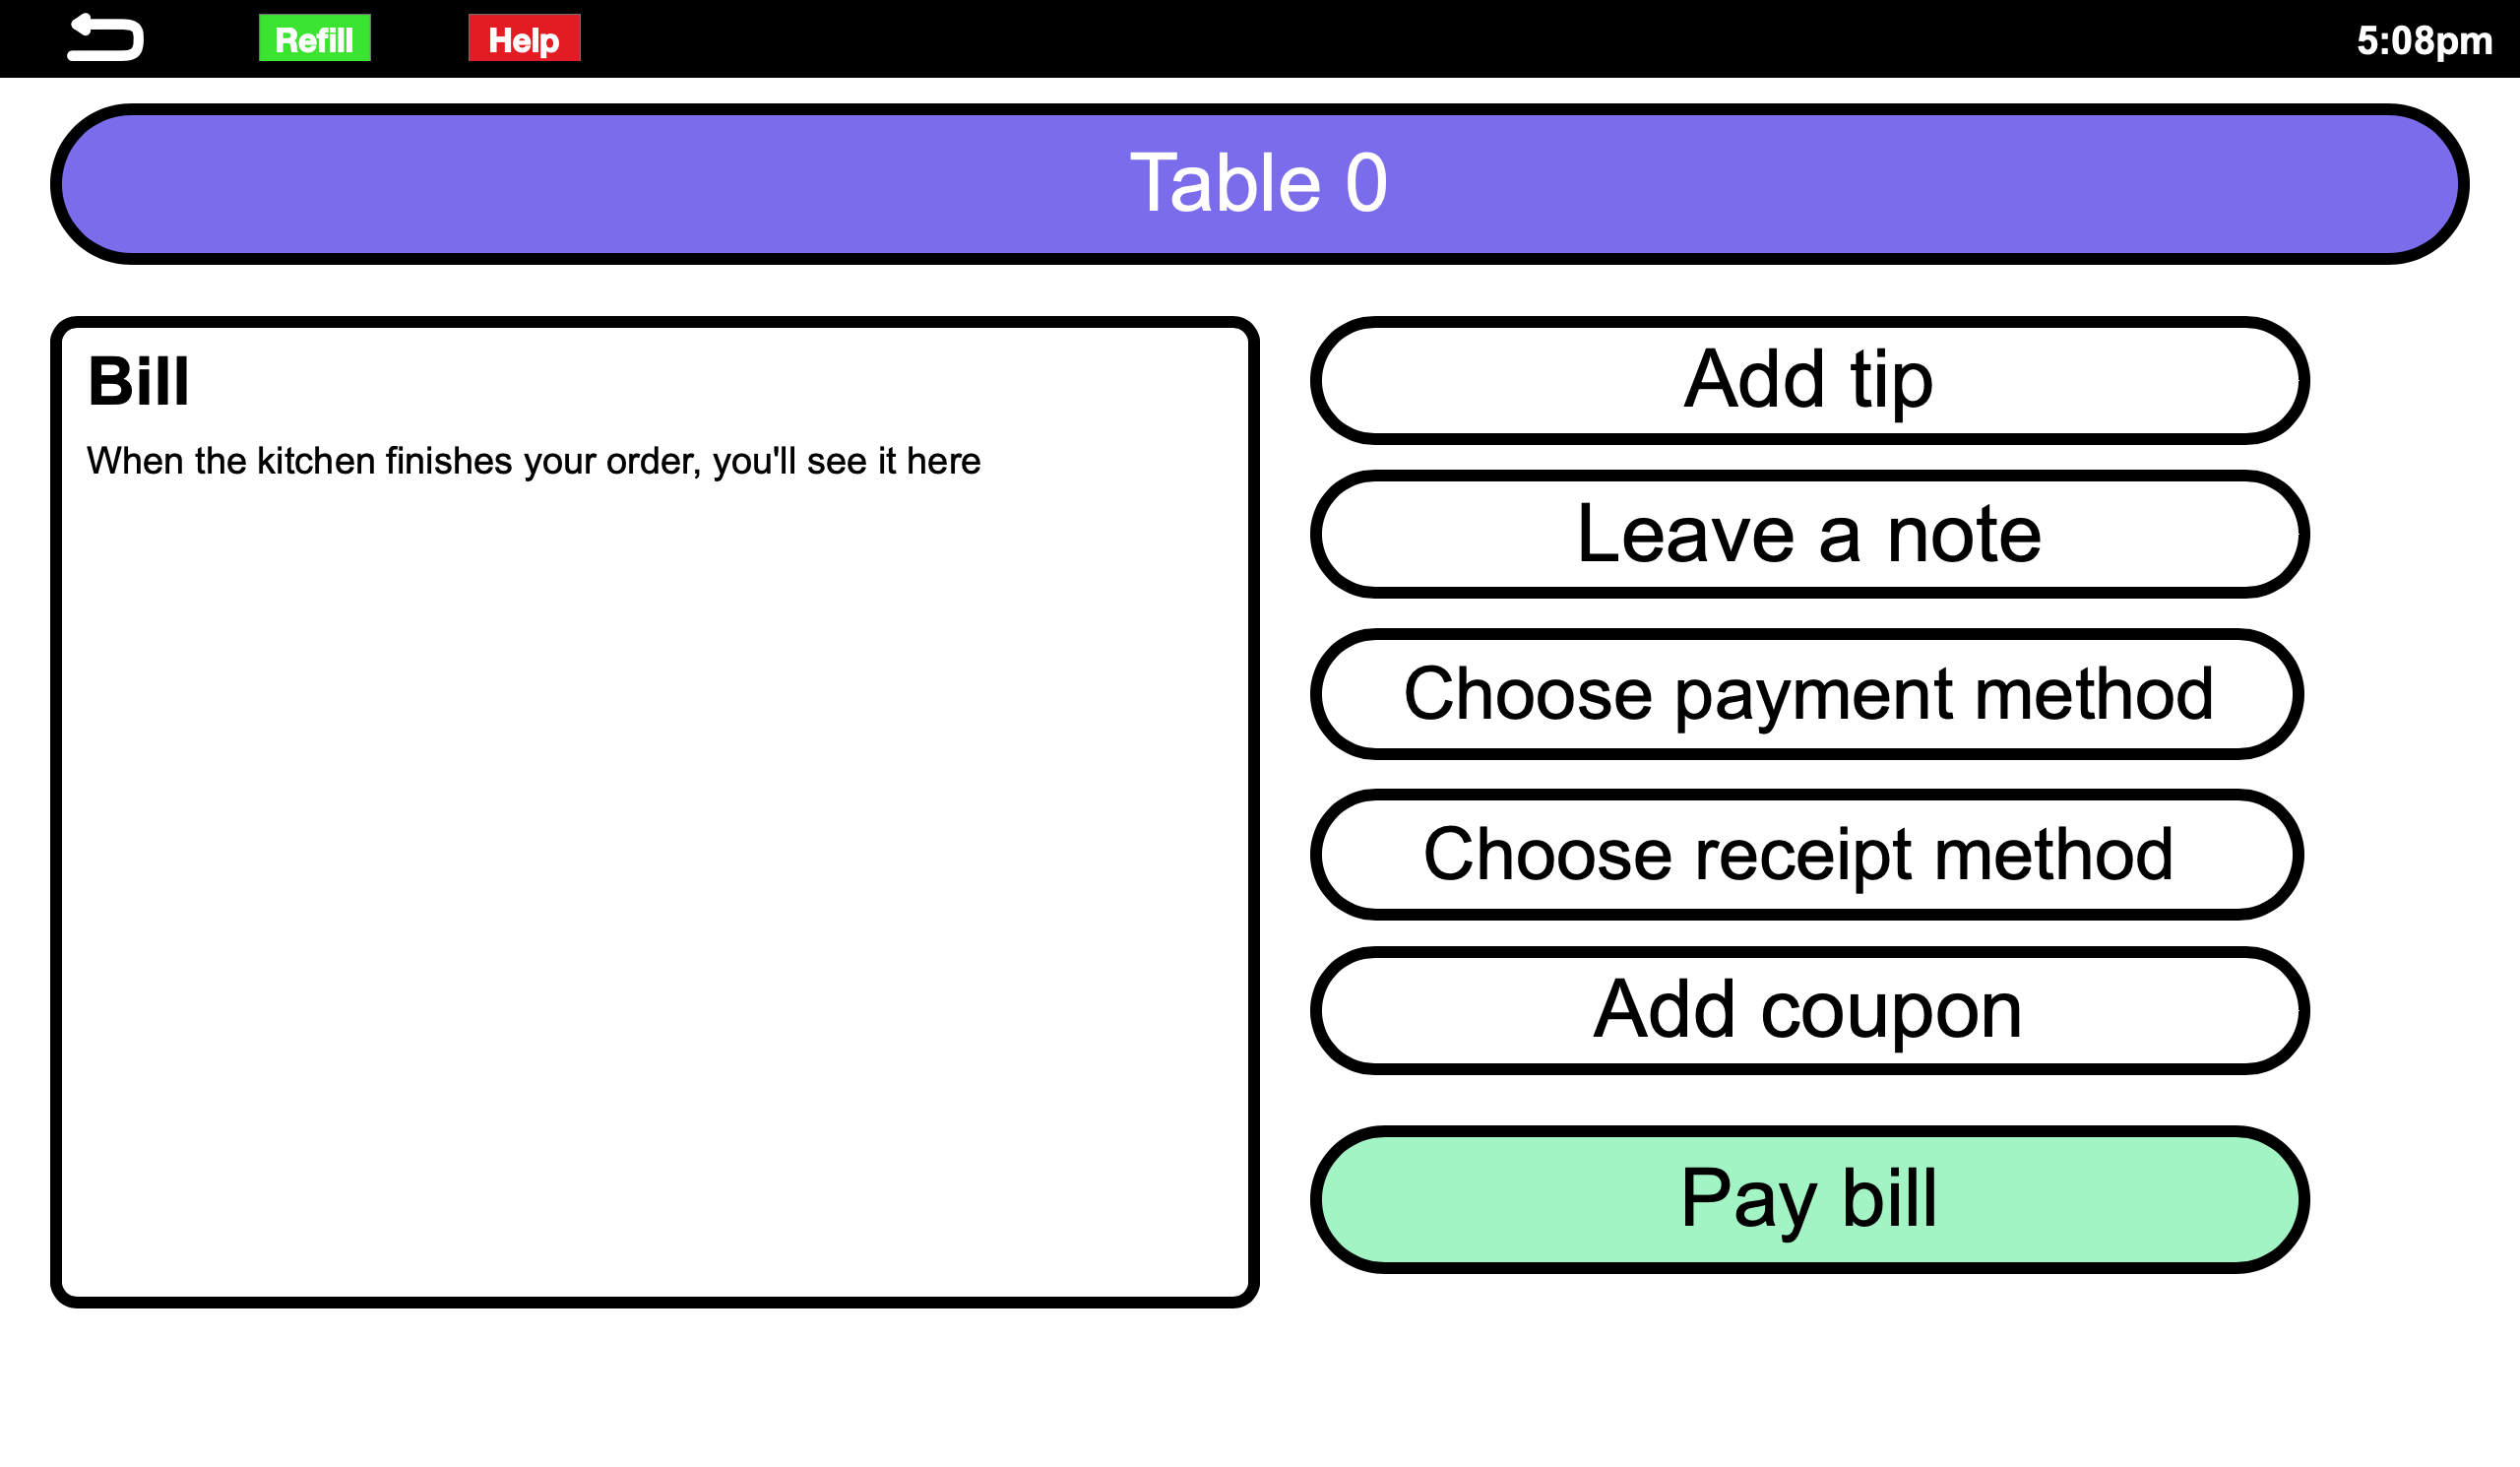 Refill
Help
5:08pm
Table 0
Bill
When the kitchen finishes your order, you'll see it here
Add tip
Leave a note
Choose payment method
Choose receipt method
Add coupon
Pay bill